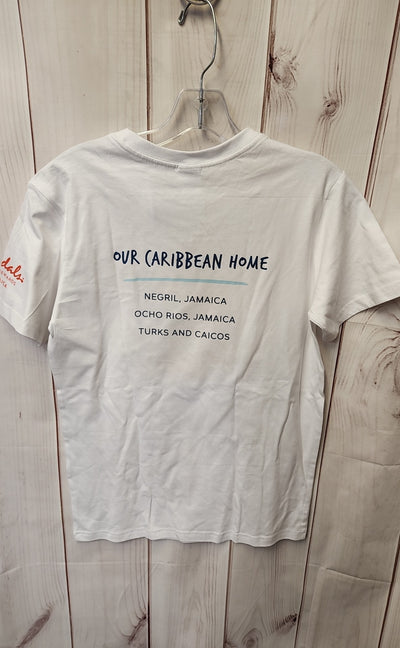 OUR CARIBBEAN HOME
NEGRIL, JAMAICA
OCHO RIOS, JAMAICA
TURKS AND CAICOS